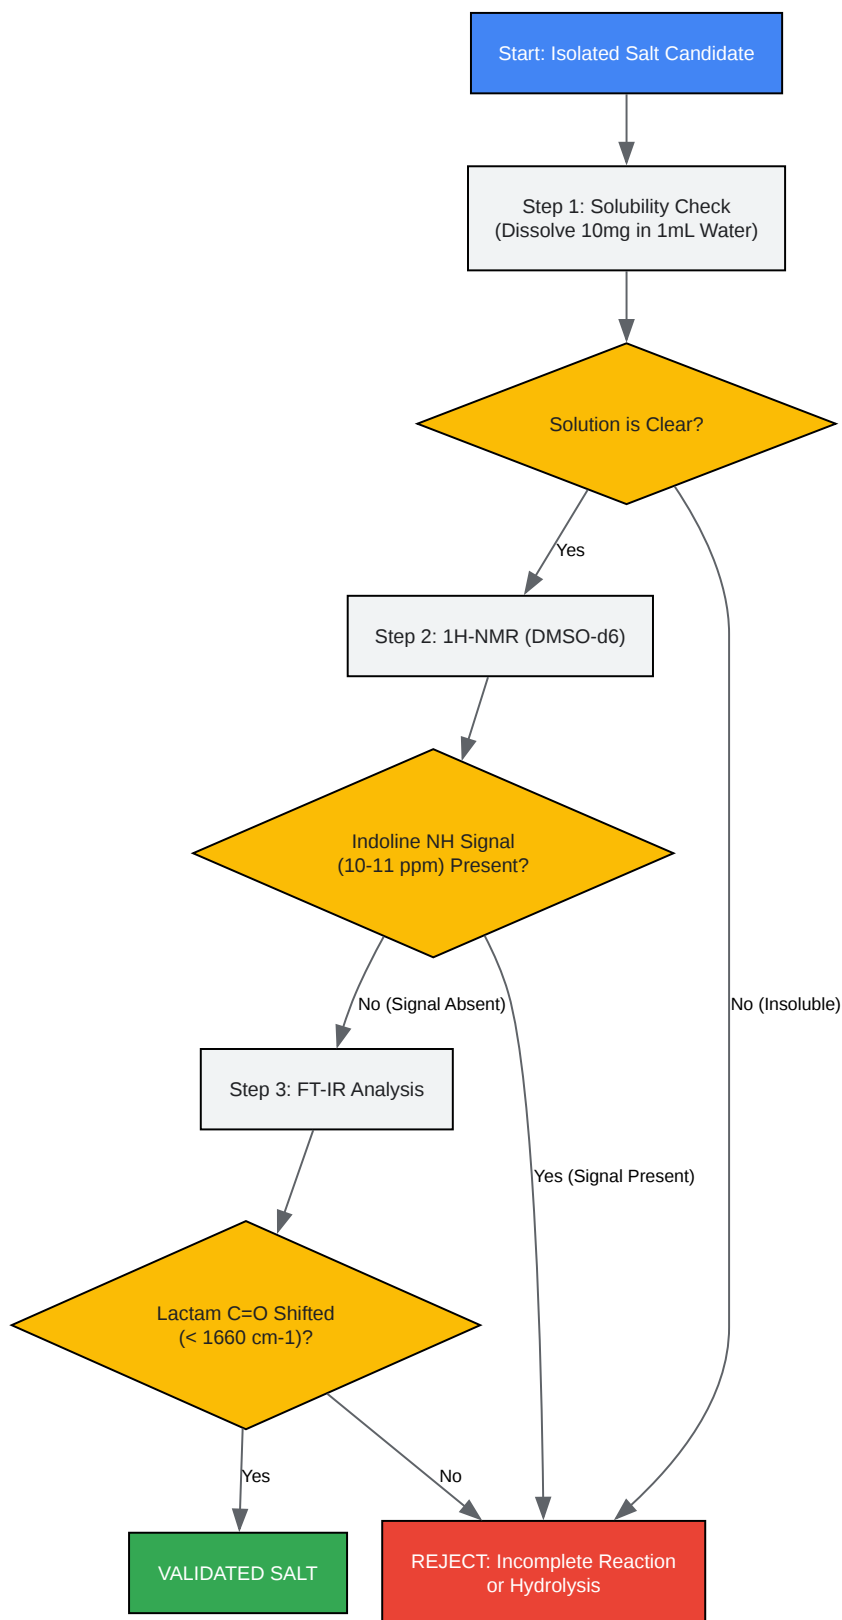 Start: Isolated Salt Candidate
Step 1: Solubility Check
(Dissolve 10mg in 1mL Water)
Solution is Clear?
Yes
Step 2: 1H-NMR (DMSO-d6)
Indoline NH Signal
(10-11 ppm) Present?
No (Signal Absent)
No (Insoluble)
Step 3: FT-IR Analysis
Yes (Signal Present)
Lactam C=O Shifted
(< 1660 cm-1)?
Yes
No
VALIDATED SALT
REJECT: Incomplete Reaction
or Hydrolysis